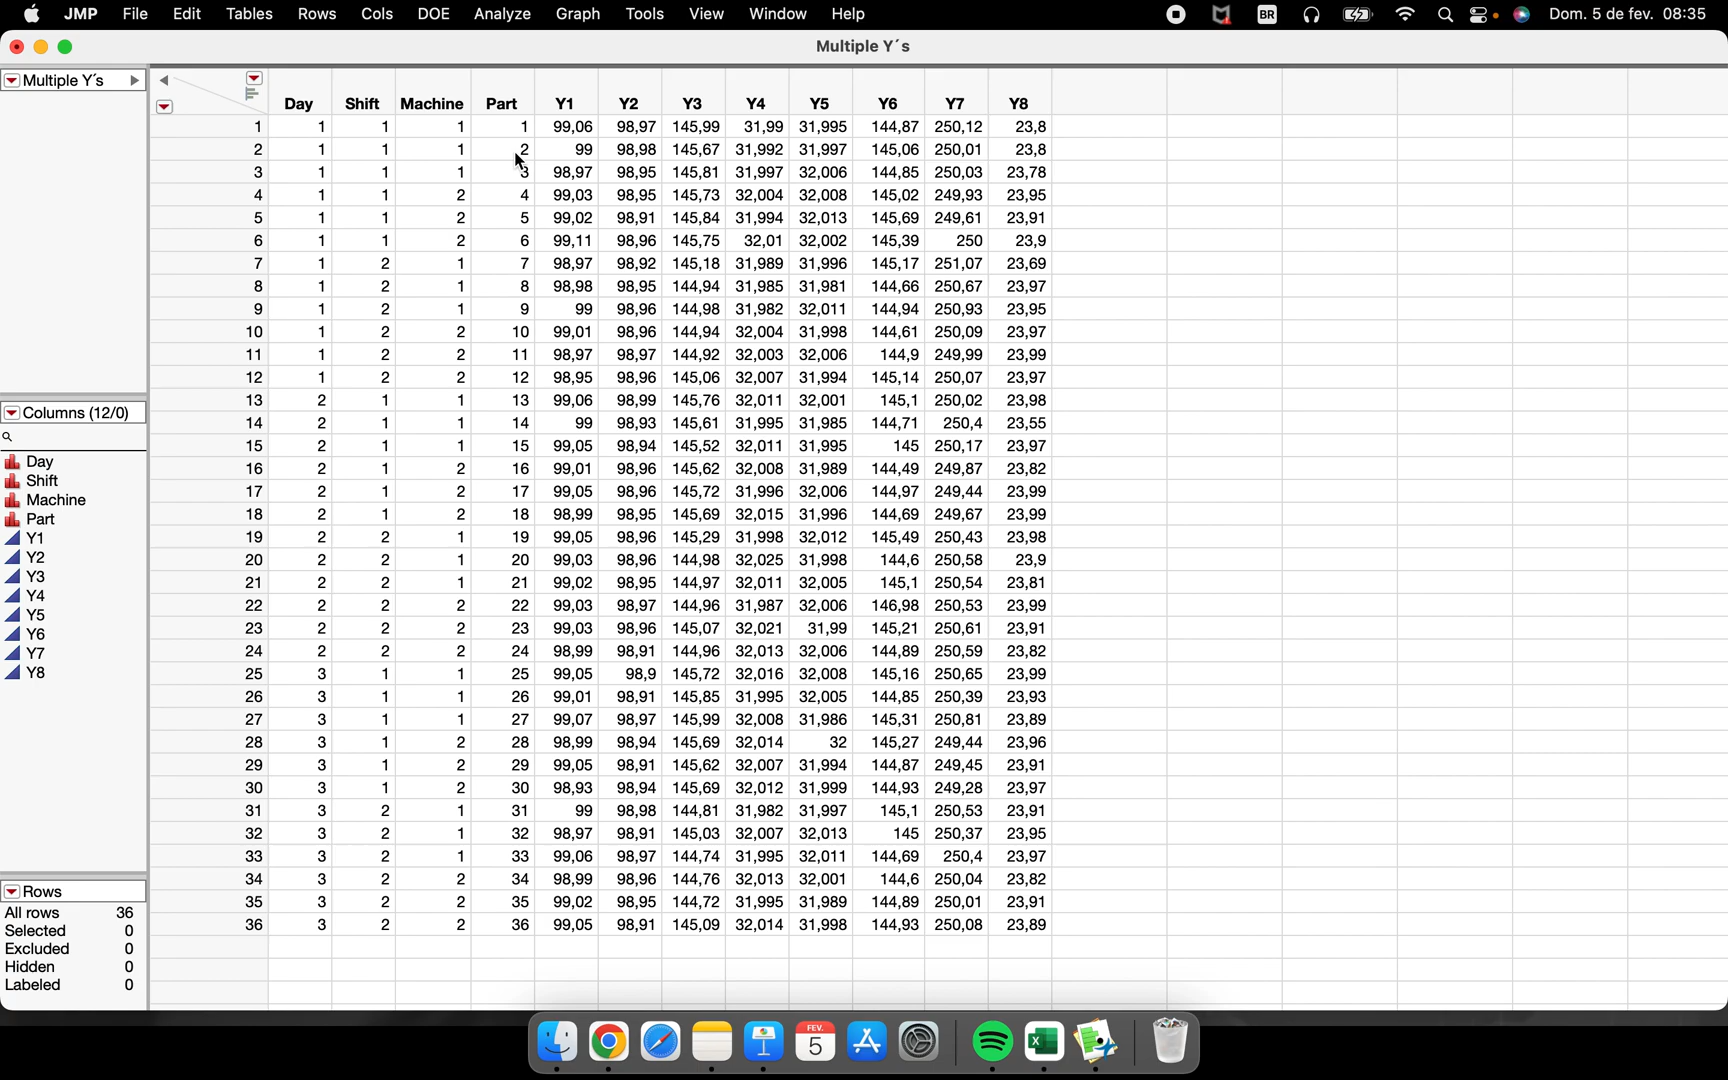 JMP File Edit Tables Rows Cols DOE Analyze Graph Tools View Window Help BR Dom. 5 de fev. 08:35
Multiple Y´s
Multiple Y's
Day Shift Machine Part Y1 Y2 Y3 Y4 Y5 Y6 Y7 Y8
1 1 1 1 1 99,06 98,97 145,99 31,99 31,995 144,87 250,12 23,8
2 1 1 1 2 99 98,98 145,67 31,992 31,997 145,06 250,01 23,8
3 1 1 1 3 98,97 98,95 145,81 31,997 32,006 144,85 250,03 23,78
4 1 1 2 4 99,03 98,95 145,73 32,004 32,008 145,02 249,93 23,95
5 1 1 2 5 99,02 98,91 145,84 31,994 32,013 145,69 249,61 23,91
6 1 1 2 6 99,11 98,96 145,75 32,01 32,002 145,39 250 23,9
7 1 2 1 7 98,97 98,92 145,18 31,989 31,996 145,17 251,07 23,69
8 1 2 1 8 98,98 98,95 144,94 31,985 31,981 144,66 250,67 23,97
9 1 2 1 9 99 98,96 144,98 31,982 32,011 144,94 250,93 23,95
10 1 2 2 10 99,01 98,96 144,94 32,004 31,998 144,61 250,09 23,97
11 1 2 2 11 98,97 98,97 144,92 32,003 32,006 144,9 249,99 23,99
12 1 2 2 12 98,95 98,96 145,06 32,007 31,994 145,14 250,07 23,97
13 2 1 1 13 99,06 98,99 145,76 32,011 32,001 145,1 250,02 23,98
14 2 1 1 14 99 98,93 145,61 31,995 31,985 144,71 250,4 23,55
15 2 1 1 15 99,05 98,94 145,52 32,011 31,995 145 250,17 23,97
16 2 1 2 16 99,01 98,96 145,62 32,008 31,989 144,49 249,87 23,82
17 2 1 2 17 99,05 98,96 145,72 31,996 32,006 144,97 249,44 23,99
18 2 1 2 18 98,99 98,95 145,69 32,015 31,996 144,69 249,67 23,99
19 2 2 1 19 99,05 98,96 145,29 31,998 32,012 145,49 250,43 23,98
20 2 2 1 20 99,03 98,96 144,98 32,025 31,998 144,6 250,58 23,9
21 2 2 1 21 99,02 98,95 144,97 32,011 32,005 145,1 250,54 23,81
22 2 2 2 22 99,03 98,97 144,96 31,987 32,006 146,98 250,53 23,99
23 2 2 2 23 99,03 98,96 145,07 32,021 31,99 145,21 250,61 23,91
24 2 2 2 24 98,99 98,91 144,96 32,013 32,006 144,89 250,59 23,82
25 3 1 1 25 99,05 98,9 145,72 32,016 32,008 145,16 250,65 23,99
26 3 1 1 26 99,01 98,91 145,85 31,995 32,005 144,85 250,39 23,93
27 3 1 1 27 99,07 98,97 145,99 32,008 31,986 145,31 250,81 23,89
28 3 1 2 28 98,99 98,94 145,69 32,014 32 145,27 249,44 23,96
29 3 1 2 29 99,05 98,91 145,62 32,007 31,994 144,87 249,45 23,91
30 3 1 2 30 98,93 98,94 145,69 32,012 31,999 144,93 249,28 23,97
31 3 2 1 31 99 98,98 144,81 31,982 31,997 145,1 250,53 23,91
32 3 2 1 32 98,97 98,91 145,03 32,007 32,013 145 250,37 23,95
33 3 2 1 33 99,06 98,97 144,74 31,995 32,011 144,69 250,4 23,97
34 3 2 2 34 98,99 98,96 144,76 32,013 32,001 144,6 250,04 23,82
35 3 2 2 35 99,02 98,95 144,72 31,995 31,989 144,89 250,01 23,91
36 3 2 2 36 99,05 98,91 145,09 32,014 31,998 144,93 250,08 23,89
Columns (12/0)
Day
Shift
Machine
Part
Y1
Y2
Y3
Y4
Y5
Y6
Y7
Y8
Rows
All rows 36
Selected 0
Excluded 0
Hidden 0
Labeled 0
FEV.
5